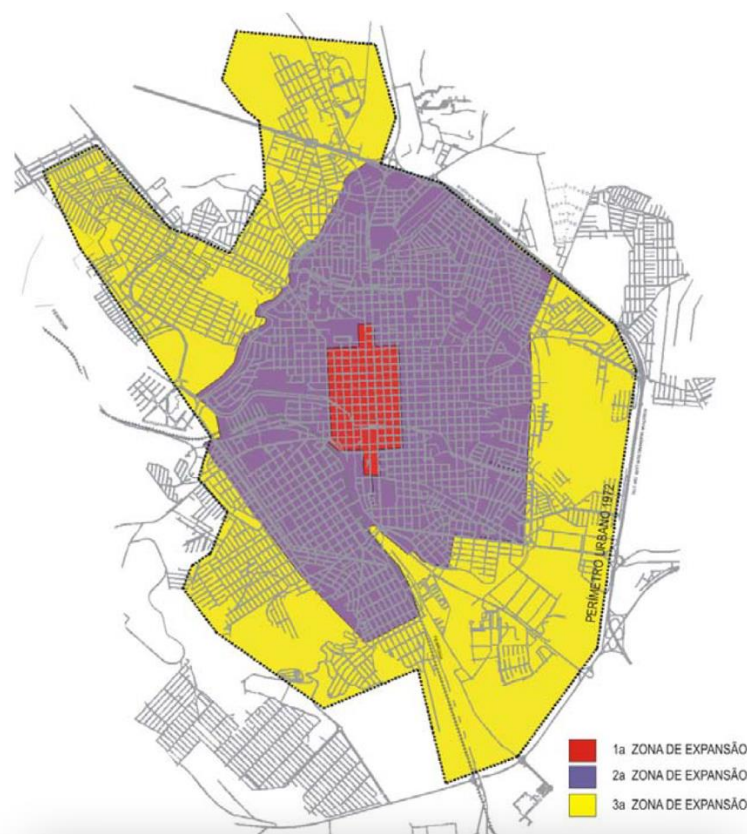 PERÍMETRO URBANO 1972
1a ZONA DE EXPANSÃO
2a ZONA DE EXPANSÃO
3a ZONA DE EXPANSÃO